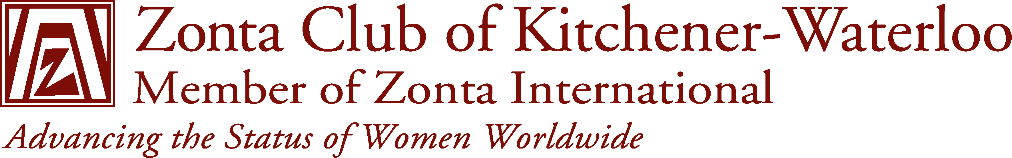 Zonta Club of Kitchener-Waterloo
Member of Zonta International
Advancing the Status of Women Worldwide